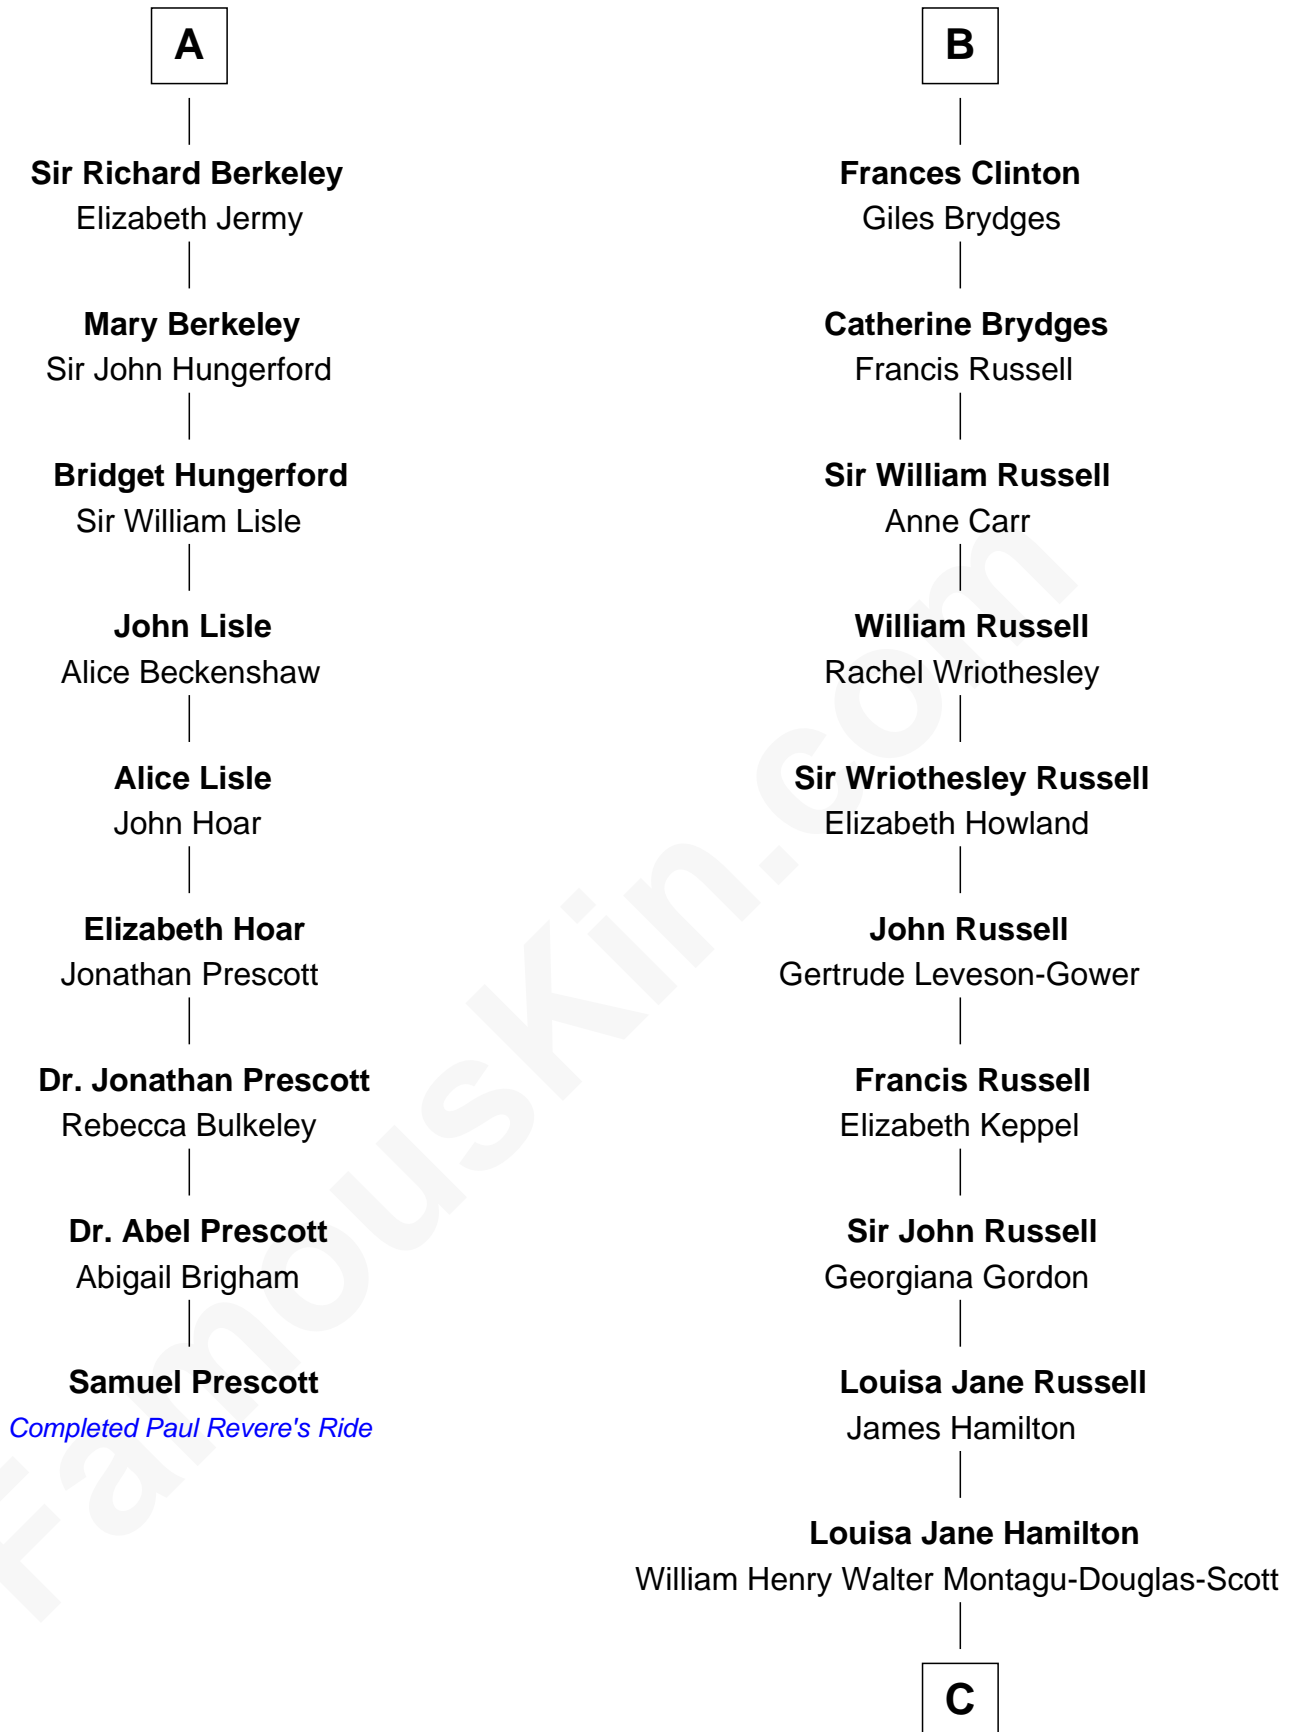 A
Sir Richard Berkeley
Elizabeth Jermy
Mary Berkeley
Sir John Hungerford
Bridget Hungerford
Sir William Lisle
John Lisle
Alice Beckenshaw
Alice Lisle
John Hoar
Elizabeth Hoar
Jonathan Prescott
Dr. Jonathan Prescott
Rebecca Bulkeley
Dr. Abel Prescott
Abigail Brigham
Samuel Prescott
Completed Paul Revere's Ride
B
Frances Clinton
Giles Brydges
Catherine Brydges
Francis Russell
Sir William Russell
Anne Carr
William Russell
Rachel Wriothesley
Sir Wriothesley Russell
Elizabeth Howland
John Russell
Gertrude Leveson-Gower
Francis Russell
Elizabeth Keppel
Sir John Russell
Georgiana Gordon
Louisa Jane Russell
James Hamilton
Louisa Jane Hamilton
William Henry Walter Montagu-Douglas-Scott
C
FamousKin.com